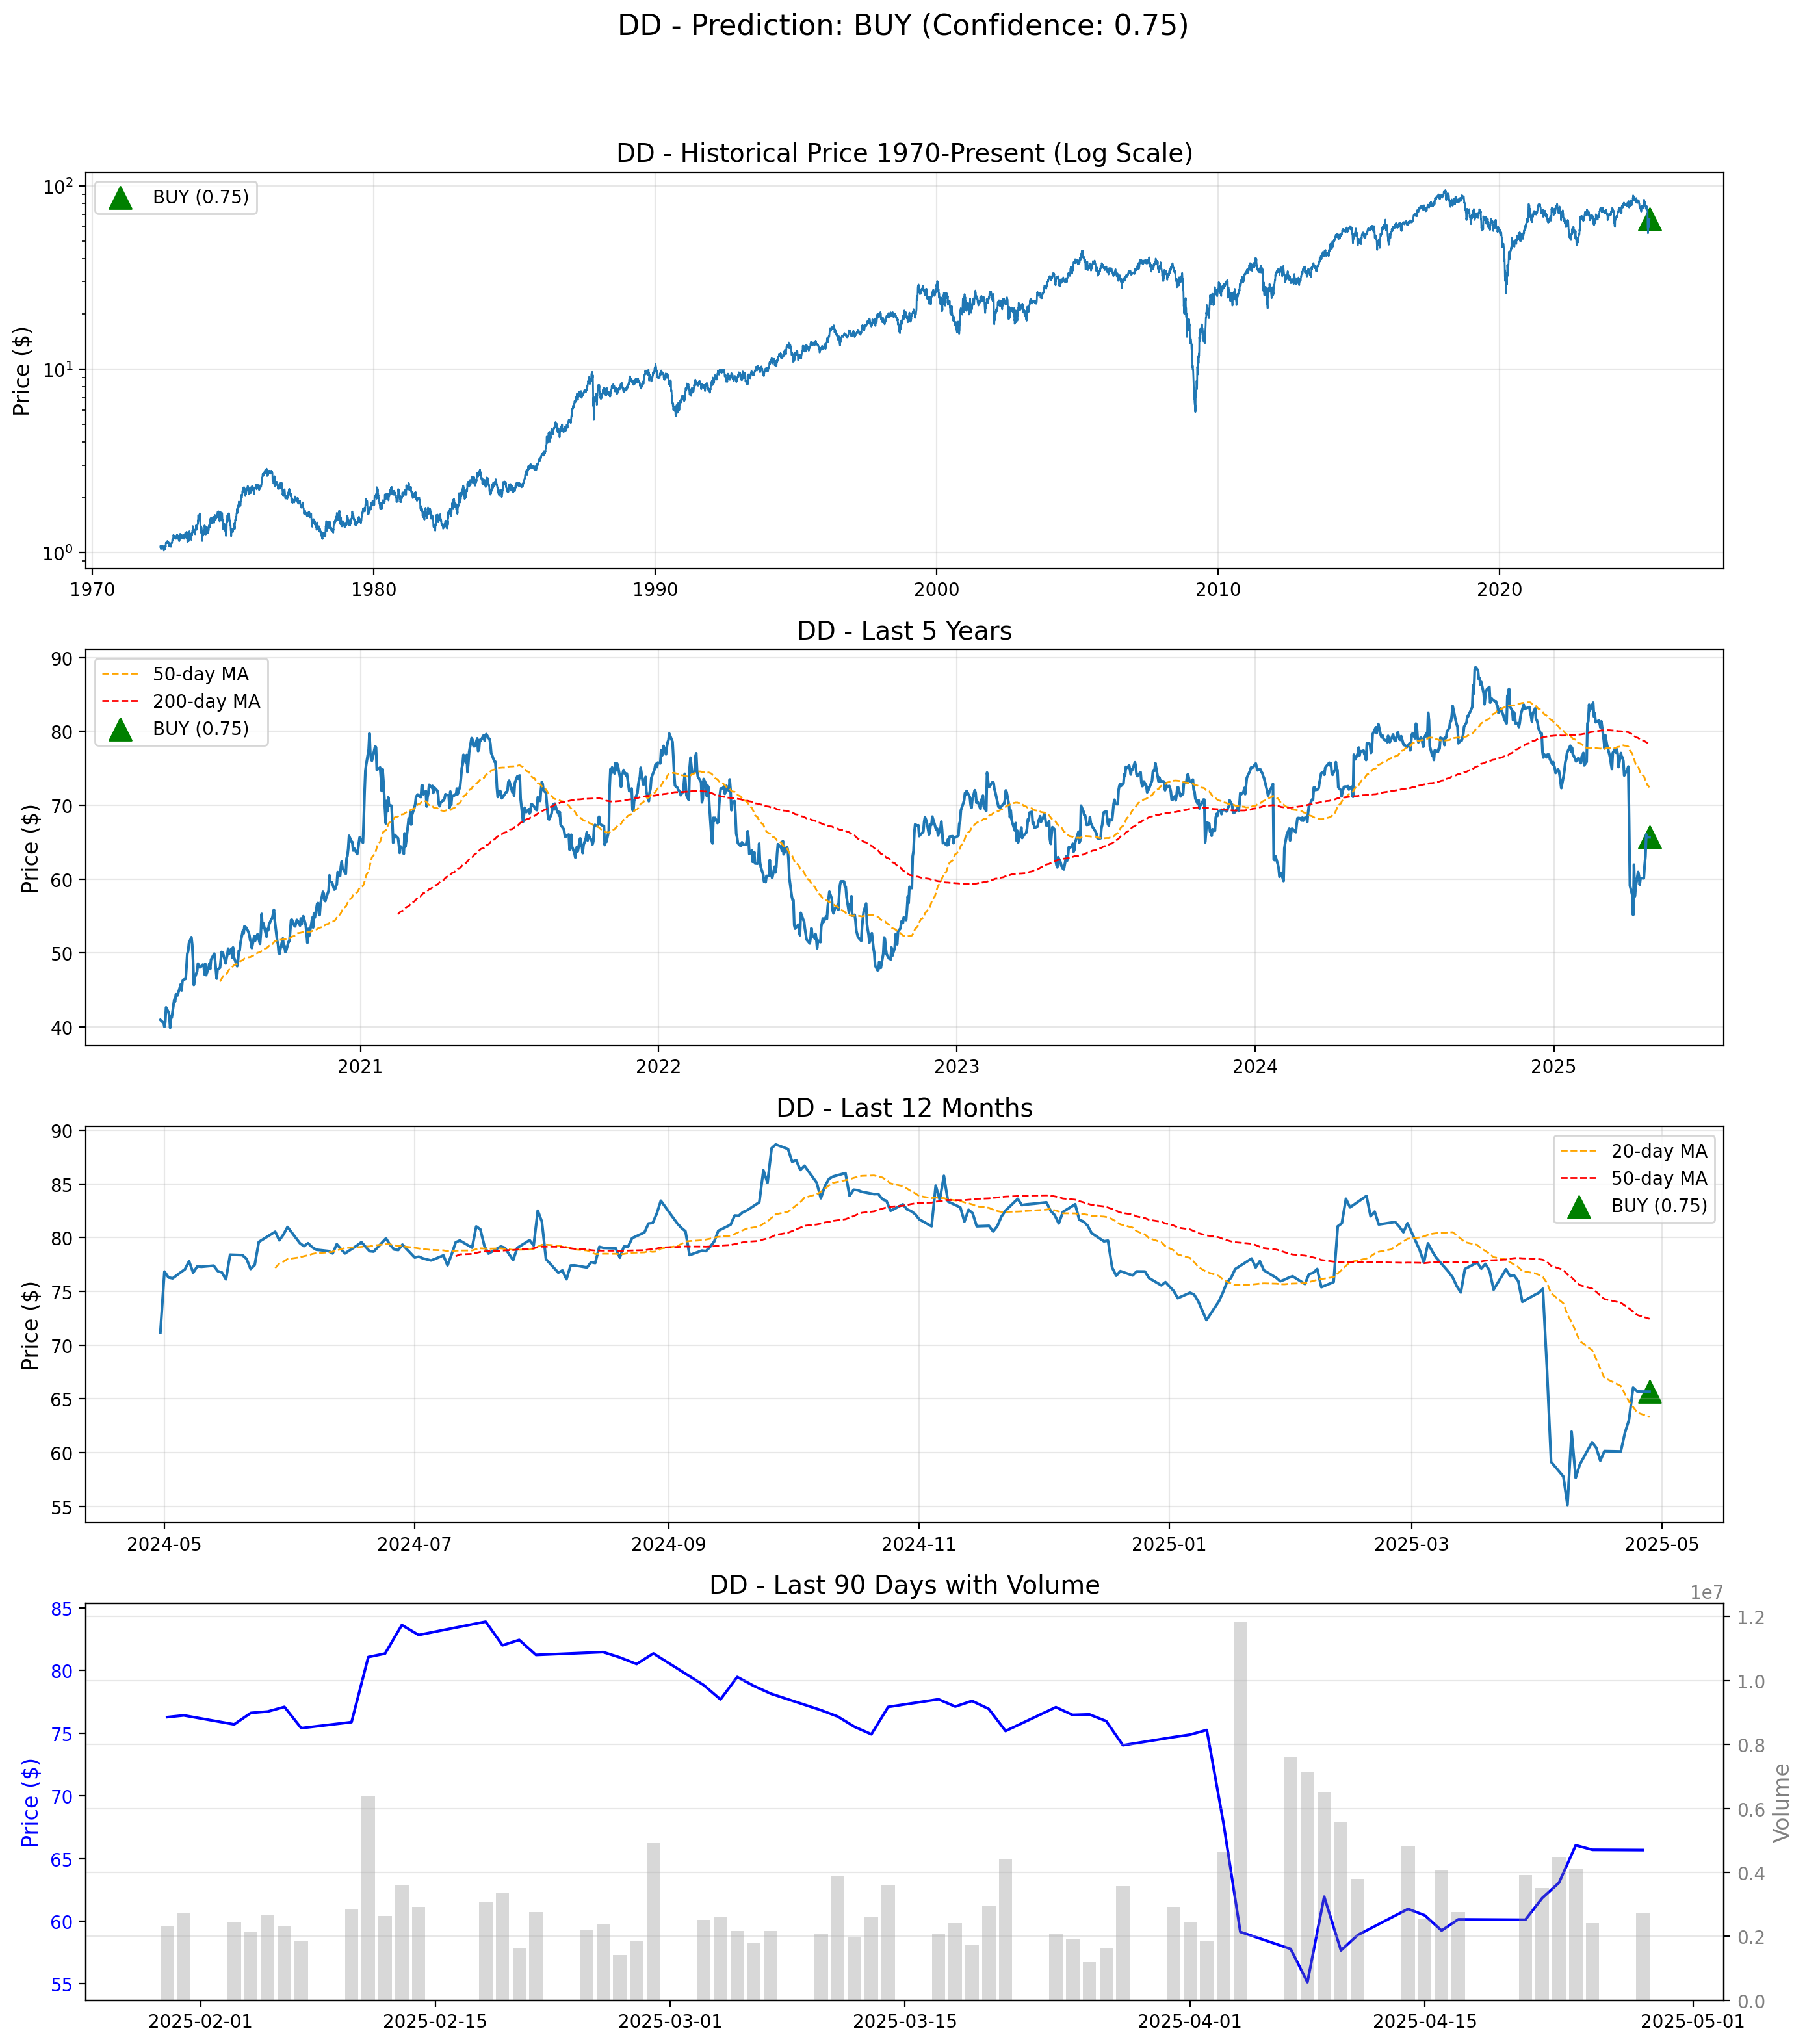 DD - Prediction: BUY (Confidence: 0.75)
DD - Historical Price 1970-Present (Log Scale)
BUY (0.75)
Price ($)
10²
10¹
10⁰
1970 1980 1990 2000 2010 2020
DD - Last 5 Years
50-day MA
200-day MA
BUY (0.75)
Price ($)
90
80
70
60
50
40
2021 2022 2023 2024 2025
DD - Last 12 Months
20-day MA
50-day MA
BUY (0.75)
Price ($)
90
85
80
75
70
65
60
55
2024-05 2024-07 2024-09 2024-11 2025-01 2025-03 2025-05
DD - Last 90 Days with Volume
1e7
Price ($)
85
80
75
70
65
60
55
1.2
1.0
0.8
0.6
0.4
0.2
0.0
Volume
2025-02-01 2025-02-15 2025-03-01 2025-03-15 2025-04-01 2025-04-15 2025-05-01